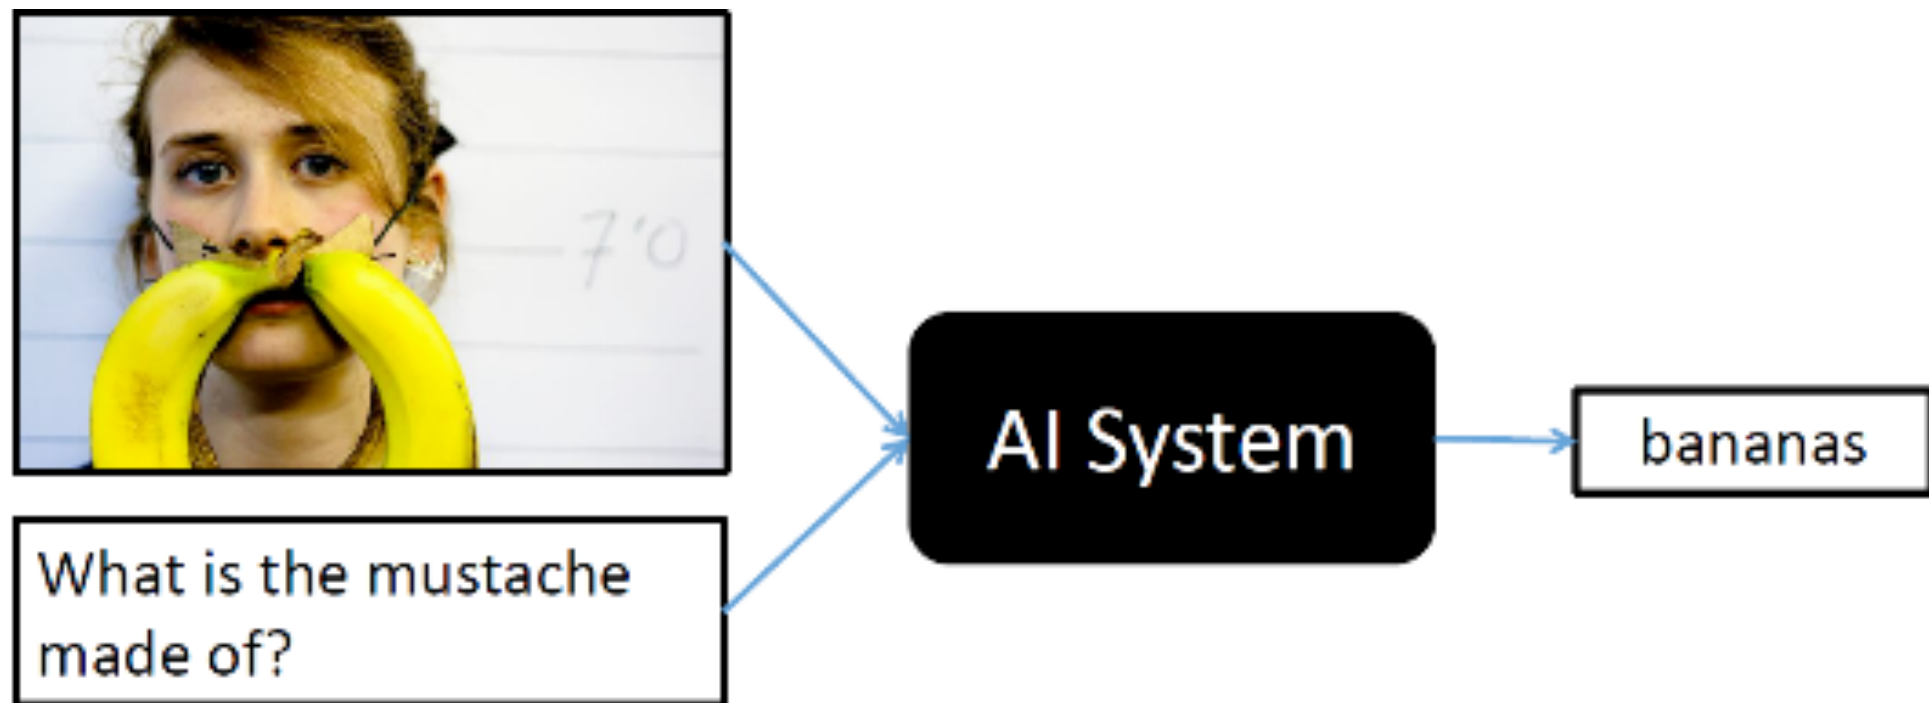 7'0
What is the mustache
made of?
AI System
bananas